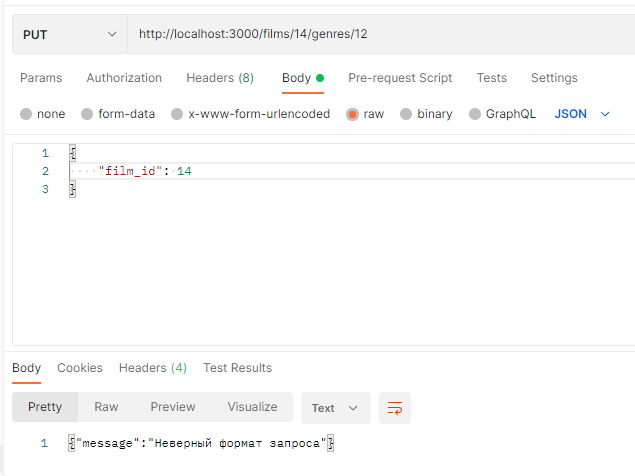 PUT http://localhost:3000/films/14/genres/12
Params Authorization Headers (8) Body Pre-request Script Tests Settings
none form-data x-www-form-urlencoded raw binary GraphQL JSON
1 {
2 "film_id": 14
3 }
Body Cookies Headers (4) Test Results
Pretty Raw Preview Visualize Text
1 {"message":"Неверный формат запроса"}